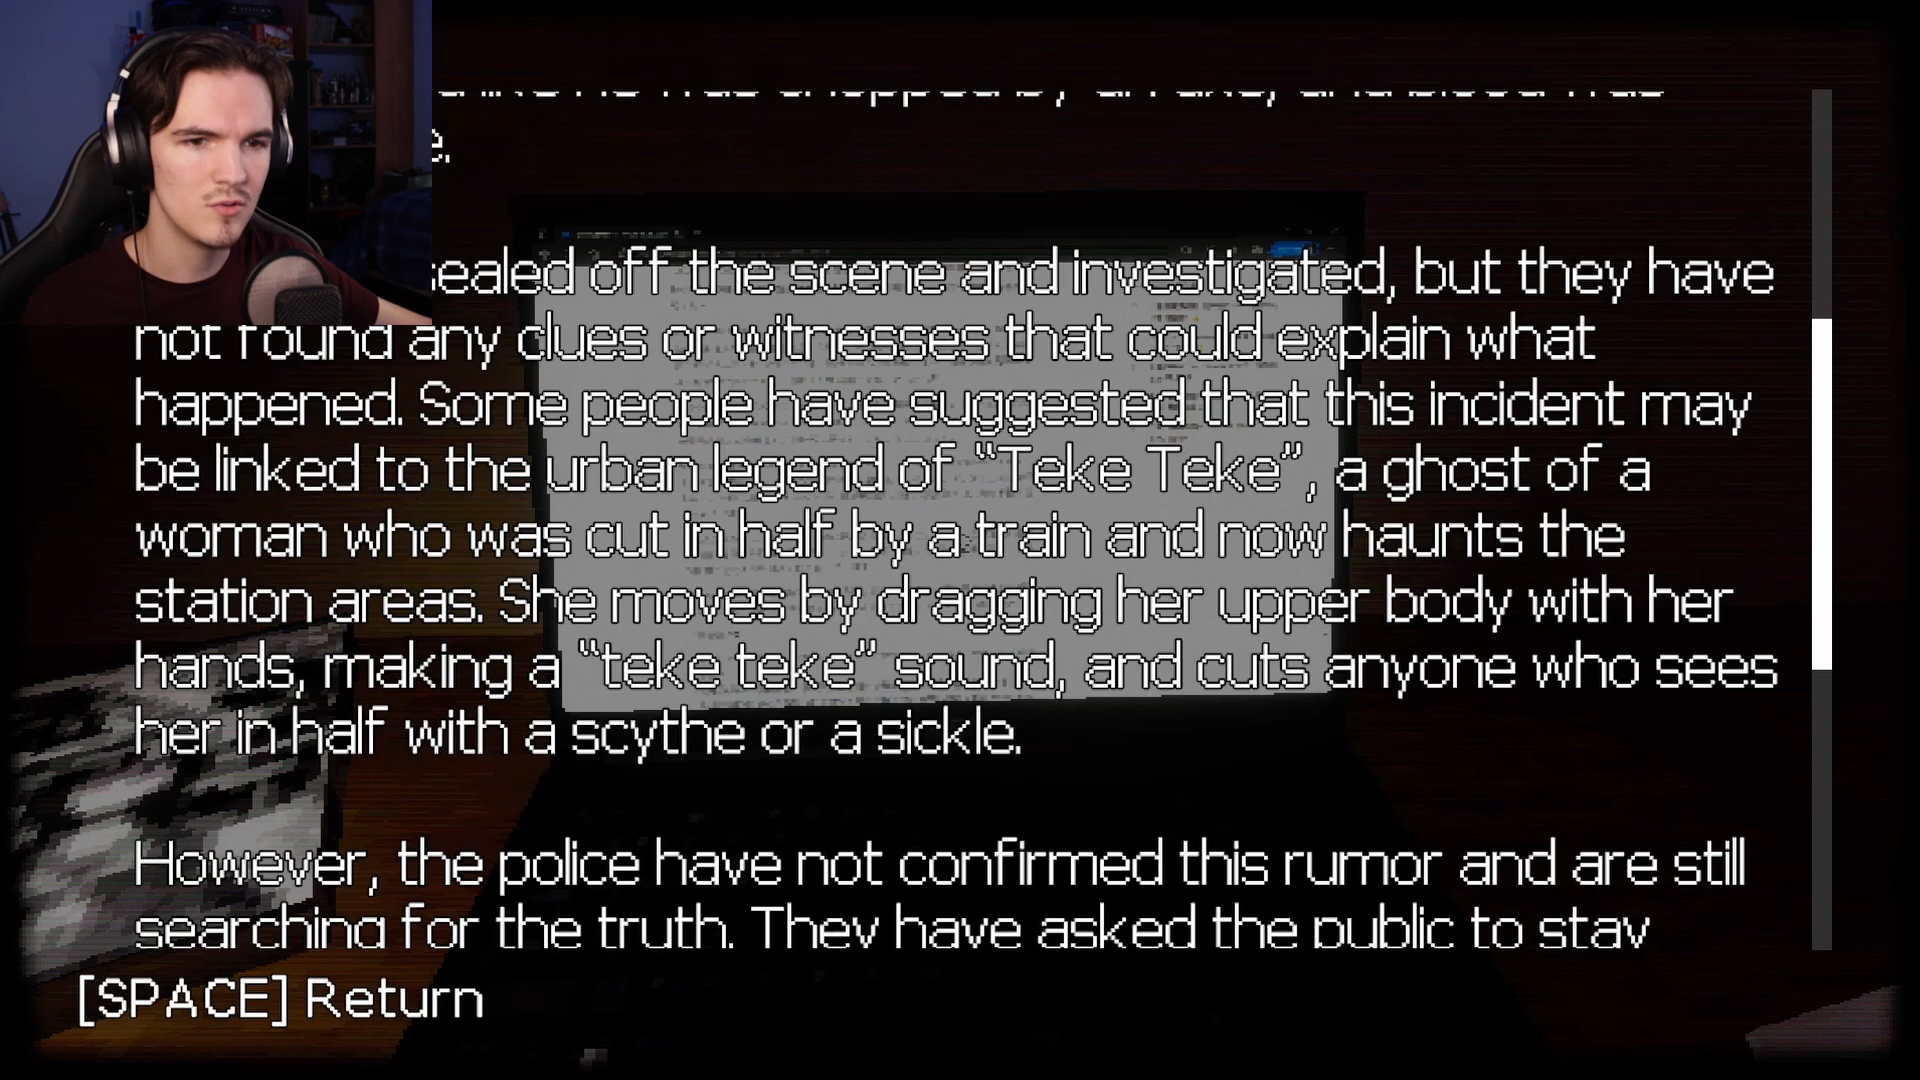 e.
sealed off the scene and investigated, but they have
not found any clues or witnesses that could explain what
happened. Some people have suggested that this incident may
be linked to the urban legend of “Teke Teke”, a ghost of a
woman who was cut in half by a train and now haunts the
station areas. She moves by dragging her upper body with her
hands, making a “teke teke” sound, and cuts anyone who sees
her in half with a scythe or a sickle.
However, the police have not confirmed this rumor and are still
searching for the truth. They have asked the public to stay
[SPACE] Return